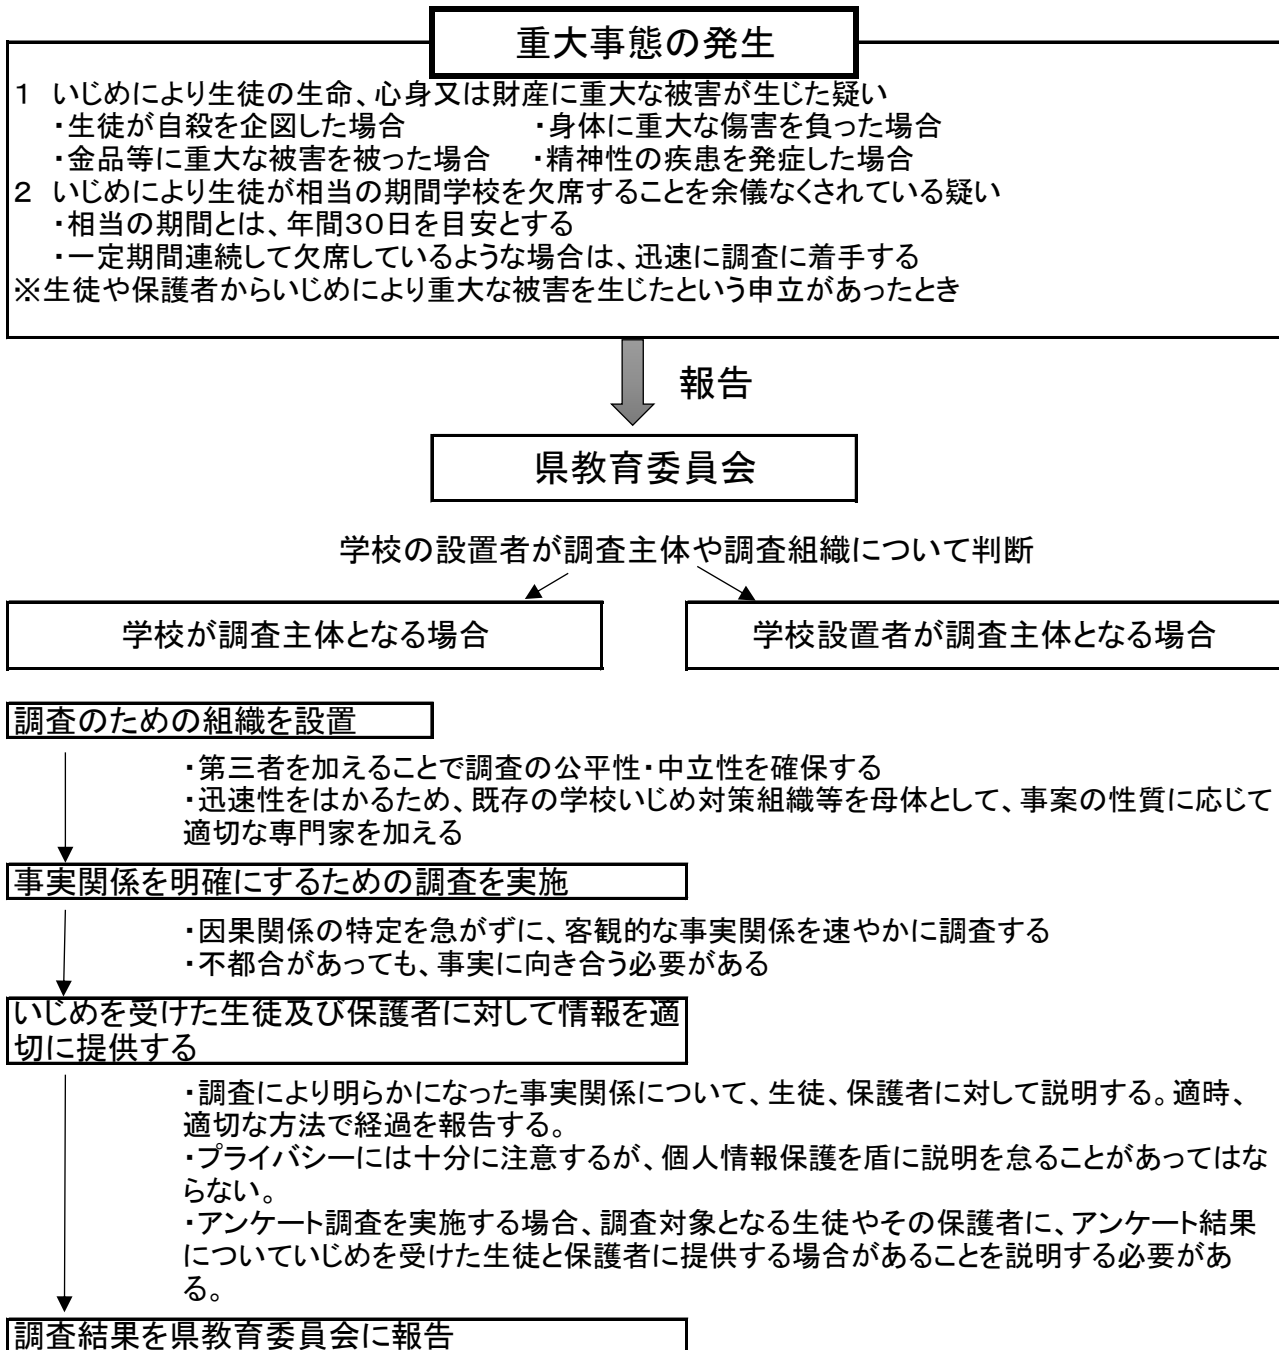 重大事態の発生
1 いじめにより生徒の生命、心身又は財産に重大な被害が生じた疑い
・生徒が自殺を企図した場合 ・身体に重大な傷害を負った場合
・金品等に重大な被害を被った場合 ・精神性の疾患を発症した場合
2 いじめにより生徒が相当の期間学校を欠席することを余儀なくされている疑い
・相当の期間とは、年間30日を目安とする
・一定期間連続して欠席しているような場合は、迅速に調査に着手する
※生徒や保護者からいじめにより重大な被害を生じたという申立があったとき
報告
県教育委員会
学校の設置者が調査主体や調査組織について判断
学校が調査主体となる場合
学校設置者が調査主体となる場合
調査のための組織を設置
・第三者を加えることで調査の公平性・中立性を確保する
・迅速性をはかるため、既存の学校いじめ対策組織等を母体として、事案の性質に応じて
適切な専門家を加える
事実関係を明確にするための調査を実施
・因果関係の特定を急がずに、客観的な事実関係を速やかに調査する
・不都合があっても、事実に向き合う必要がある
いじめを受けた生徒及び保護者に対して情報を適
切に提供する
・調査により明らかになった事実関係について、生徒、保護者に対して説明する。適時、
適切な方法で経過を報告する。
・プライバシーには十分に注意するが、個人情報保護を盾に説明を怠ることがあってはな
らない。
・アンケート調査を実施する場合、調査対象となる生徒やその保護者に、アンケート結果
についていじめを受けた生徒と保護者に提供する場合があることを説明する必要があ
る。
調査結果を県教育委員会に報告